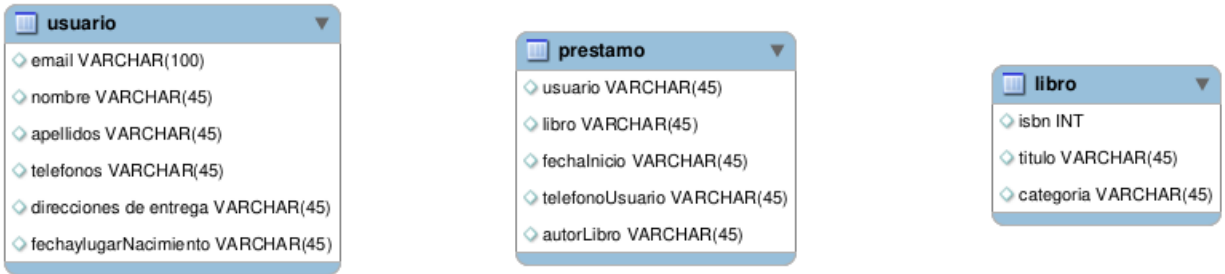 usuario
email VARCHAR(100)
nombre VARCHAR(45)
apellidos VARCHAR(45)
telefonos VARCHAR(45)
direcciones de entrega VARCHAR(45)
fechaylugarNacimiento VARCHAR(45)
prestamo
usuario VARCHAR(45)
libro VARCHAR(45)
fechaInicio VARCHAR(45)
telefonoUsuario VARCHAR(45)
autorLibro VARCHAR(45)
libro
isbn INT
titulo VARCHAR(45)
categoria VARCHAR(45)